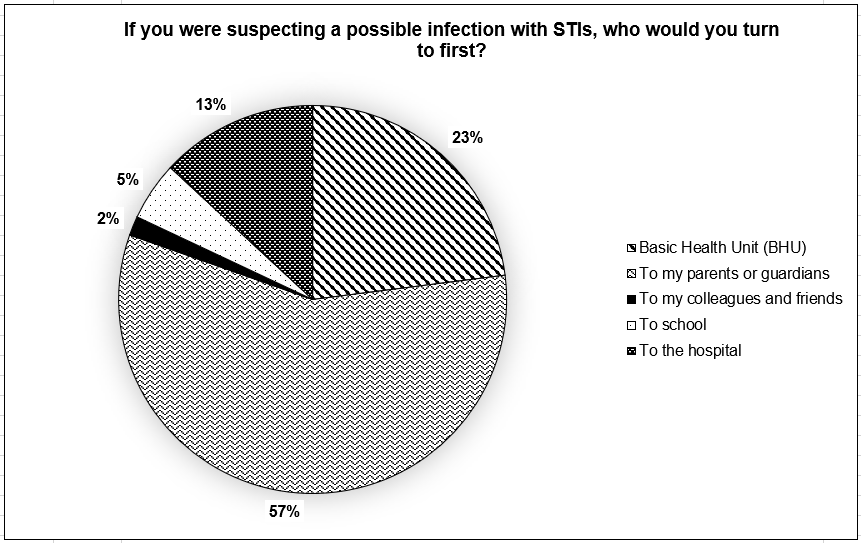 If you were suspecting a possible infection with STIs, who would you turn
to first?
13%
23%
5%
2%
57%
Basic Health Unit (BHU)
To my parents or guardians
To my colleagues and friends
To school
To the hospital